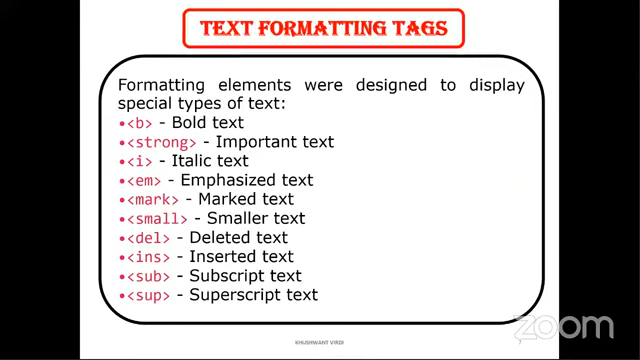 TEXT FORMATTING TAGS
Formatting elements were designed to display
special types of text:
•<b> - Bold text
•<strong> - Important text
•<i> - Italic text
•<em> - Emphasized text
•<mark> - Marked text
•<small> - Smaller text
•<del> - Deleted text
•<ins> - Inserted text
•<sub> - Subscript text
•<sup> - Superscript text
KHUSHWANT VIRDI
zoom